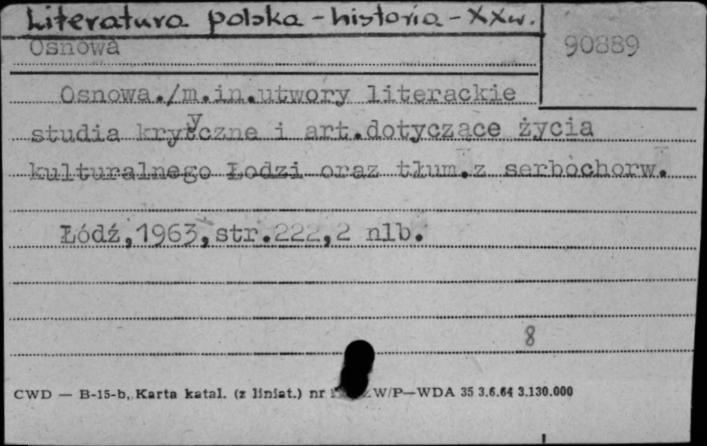 Literatura polska - historia - XXw.
Osnowa
90889
Osnowa./m.in.utwory literackie
studia kryyczne i art.dotyczące życia
kulturalnego Łodzi oraz tłum.z serbochorw.
Łódź,1963,str.222,2 nlb.
8
CWD — B-15-b, Karta katal. (z liniat.) nr W/P—WDA 35 3.6.64 3.130.000